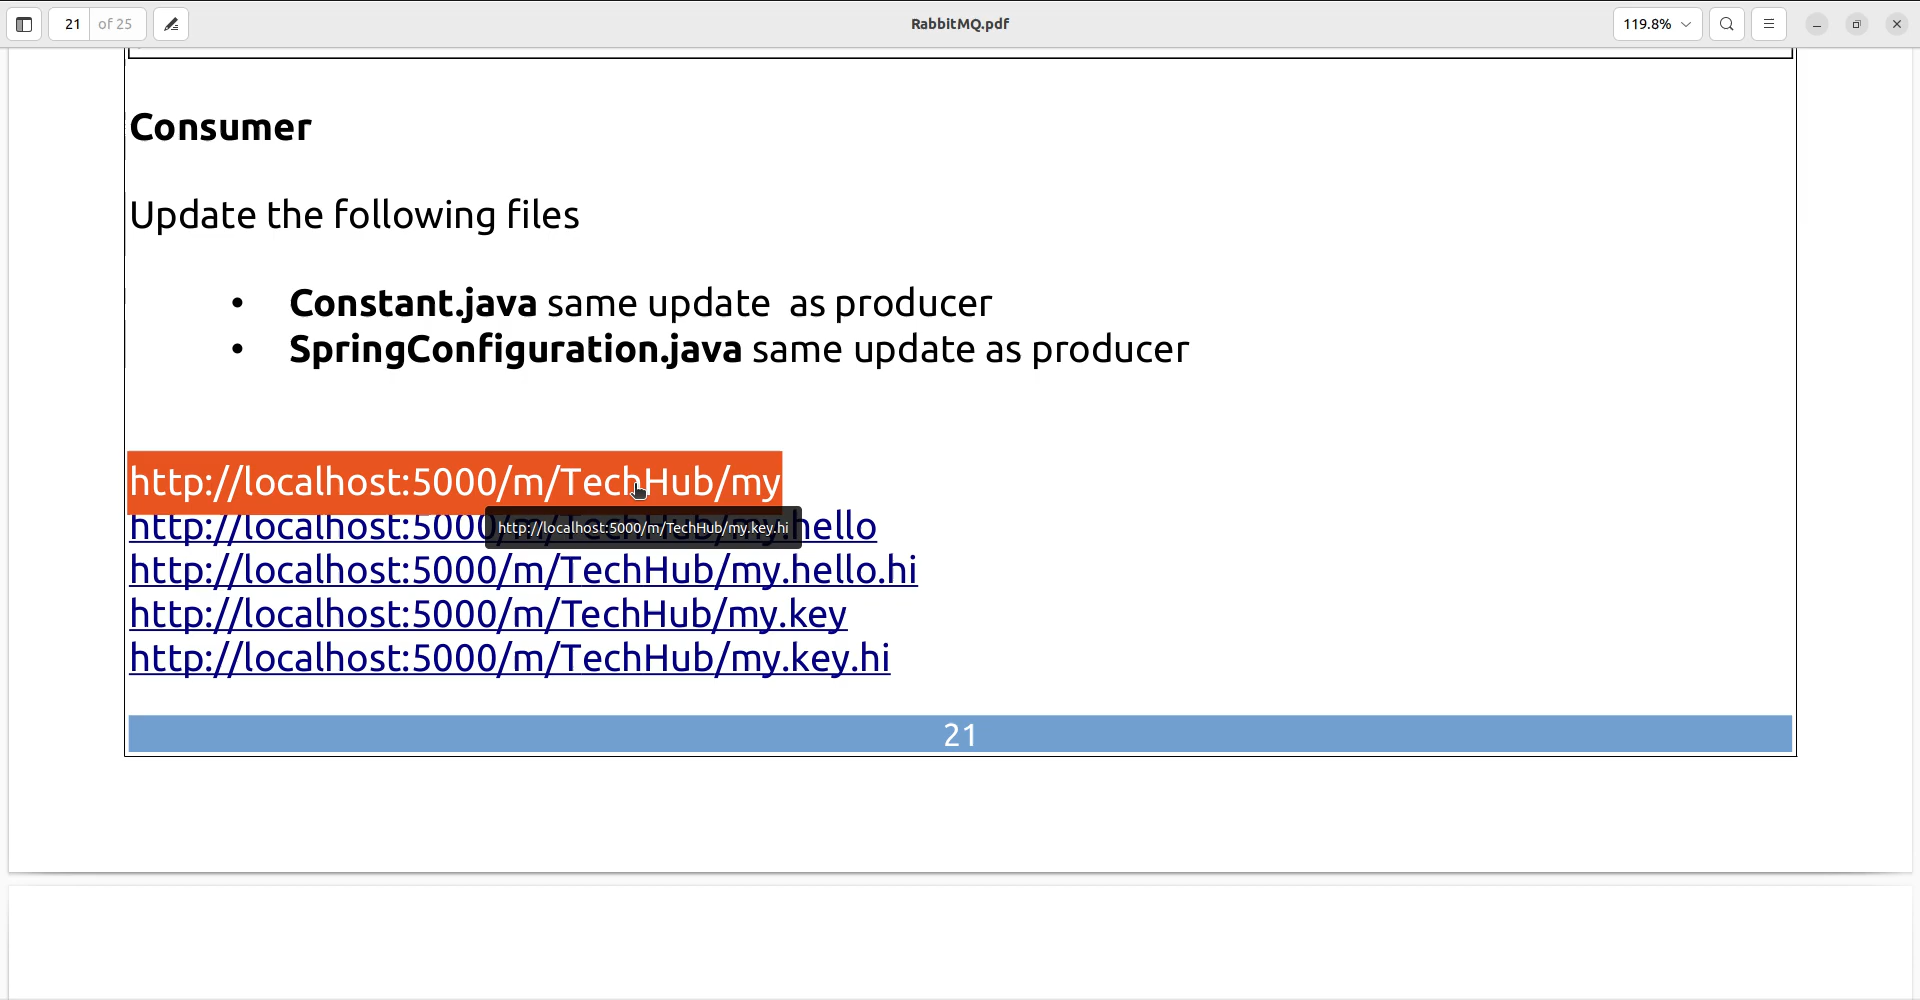 21 of 25
RabbitMQ.pdf
119.8%
Consumer
Update the following files
• Constant.java same update  as producer
• SpringConfiguration.java same update as producer
http://localhost:5000/m/TechHub/my
http://localhost:5000/m/TechHub/my.hello
http://localhost:5000/m/TechHub/my.key.hi
http://localhost:5000/m/TechHub/my.hello.hi
http://localhost:5000/m/TechHub/my.key
http://localhost:5000/m/TechHub/my.key.hi
21